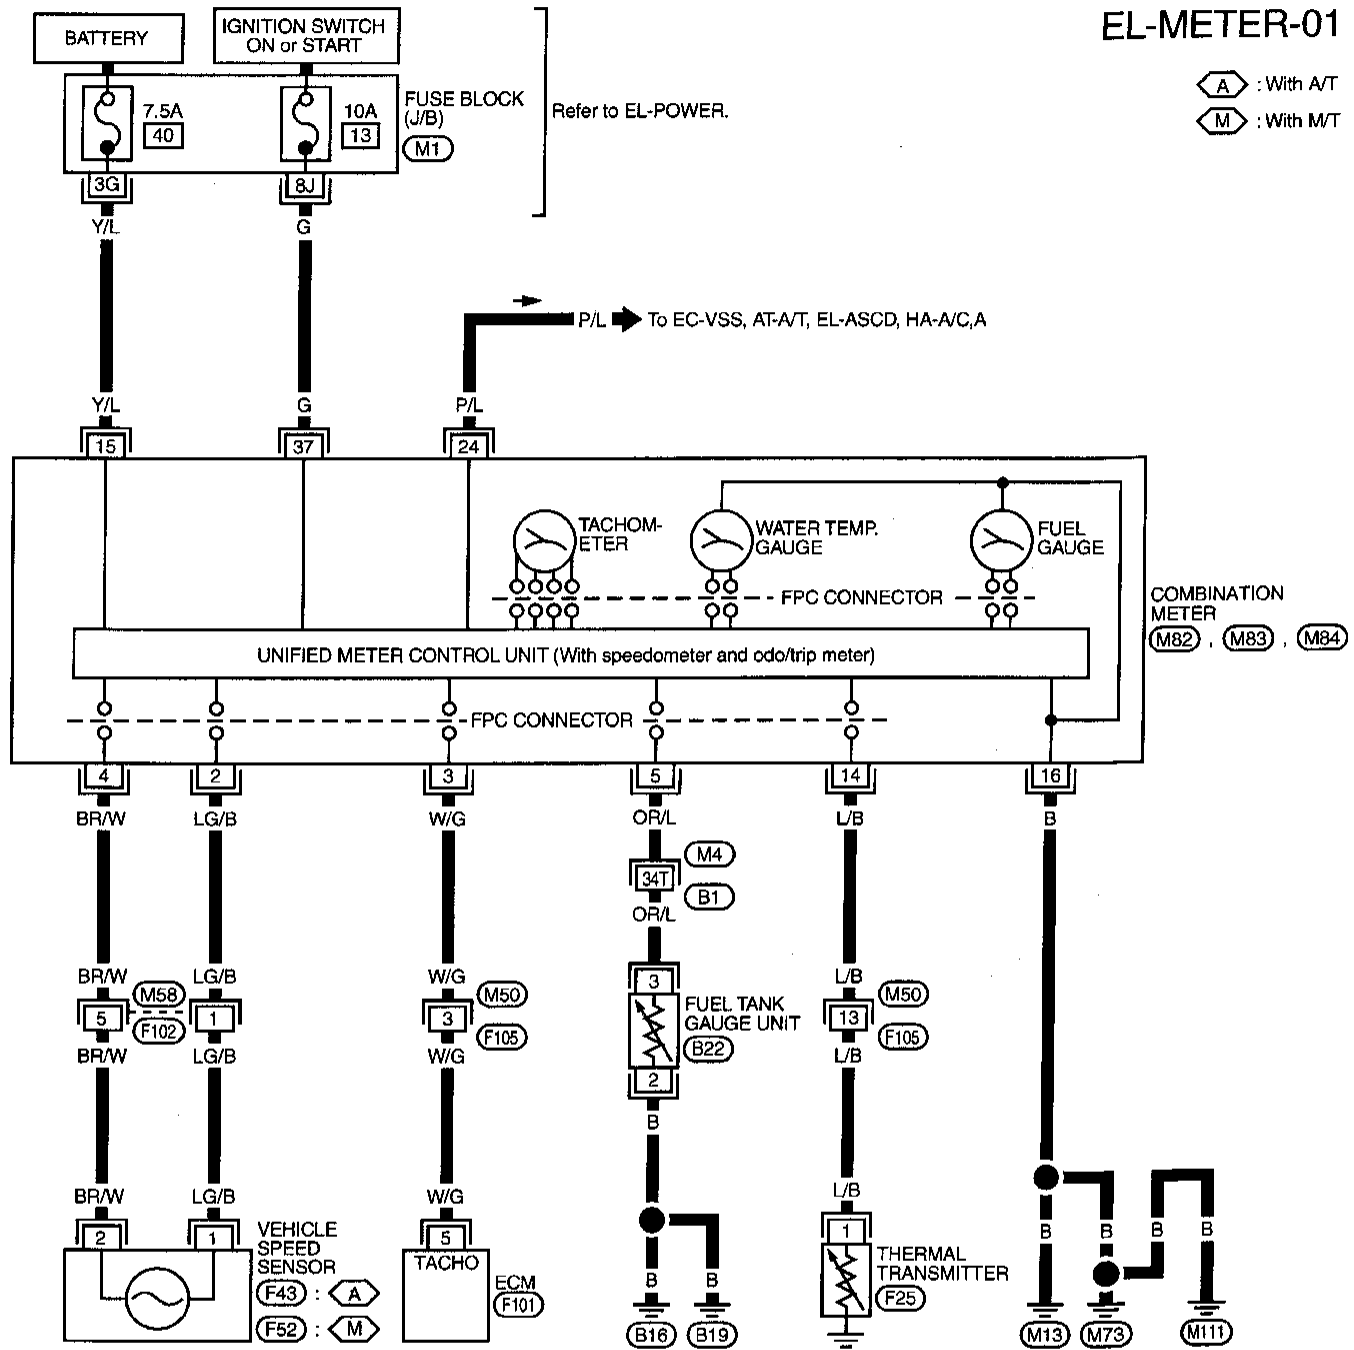 EL-METER-01
BATTERY
IGNITION SWITCH
ON or START
A : With A/T
M : With M/T
7.5A
40
10A
13
FUSE BLOCK
(J/B)
M1
Refer to EL-POWER.
3G
8J
Y/L
G
P/L To EC-VSS, AT-A/T, EL-ASCD, HA-A/C,A
Y/L
G
P/L
15
37
24
TACHOM-
ETER
WATER TEMP.
GAUGE
FUEL
GAUGE
FPC CONNECTOR
COMBINATION
METER
M82 , M83 , M84
UNIFIED METER CONTROL UNIT (With speedometer and odo/trip meter)
FPC CONNECTOR
4
2
3
5
14
16
BR/W
LG/B
W/G
OR/L
L/B
B
M4
34T
B1
OR/L
BR/W
LG/B
W/G
L/B
3
5
M58
F102
1
3
M50
F105
FUEL TANK
GAUGE UNIT
B22
13
M50
F105
BR/W
LG/B
W/G
L/B
2
B
BR/W
LG/B
W/G
L/B
2
1
VEHICLE
SPEED
SENSOR
F43 : A
F52 : M
5
TACHO
ECM
F101
B
B
B16
B19
1
THERMAL
TRANSMITTER
F25
B
B
B
B
M13
M73
M111